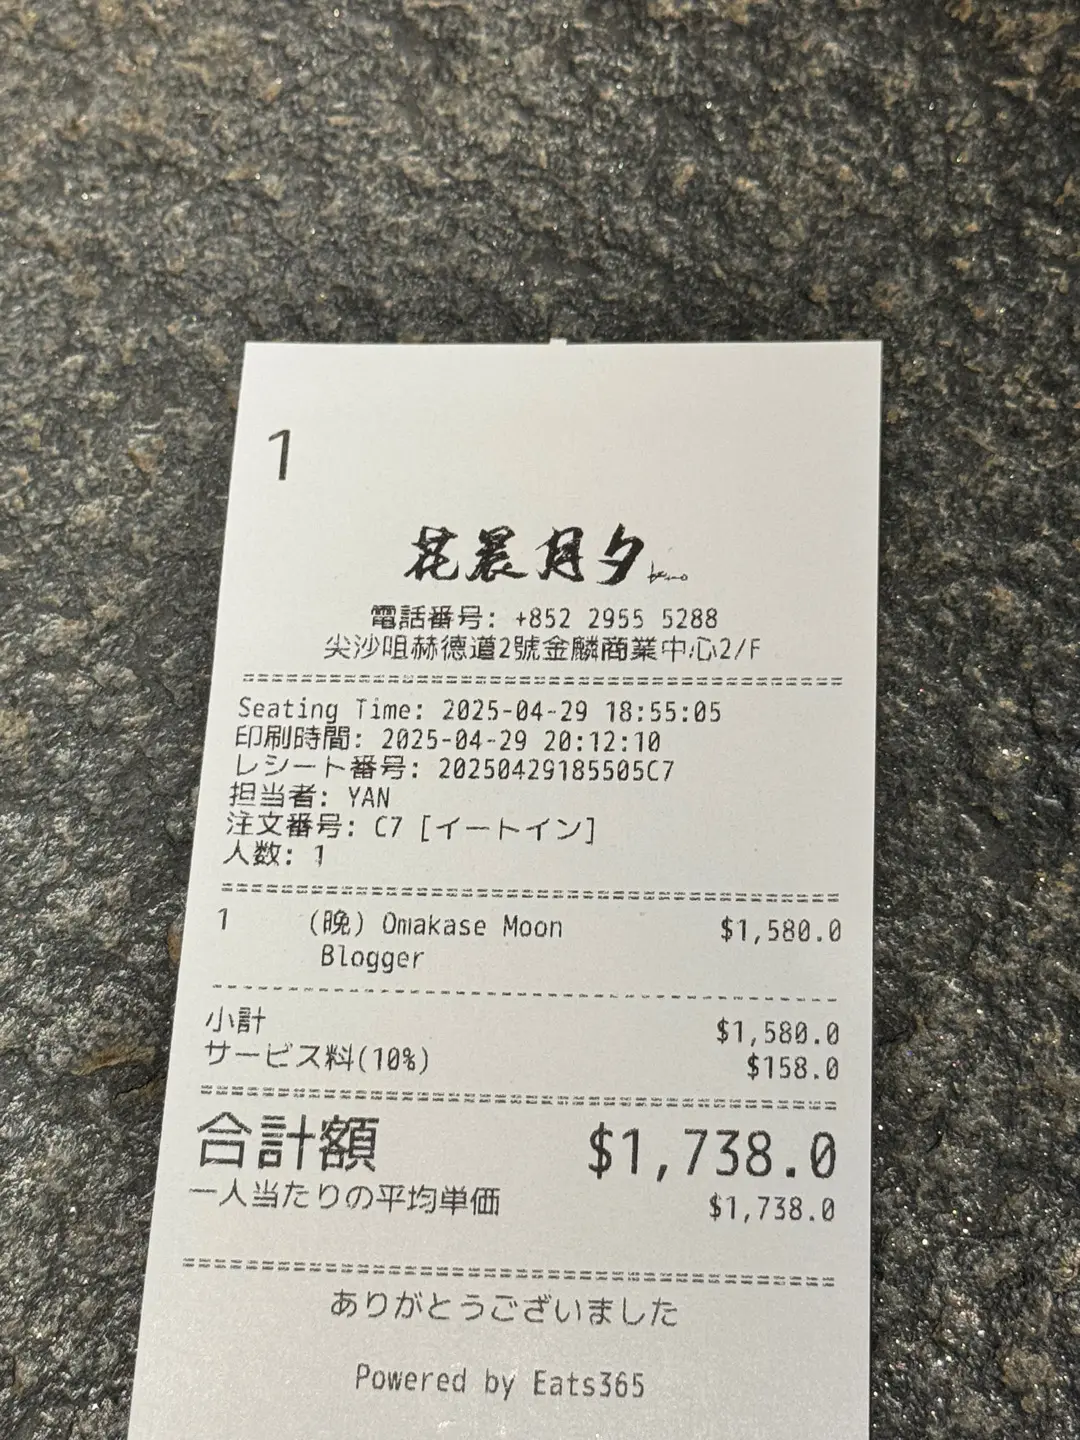 1
花晨月夕
電話番号: +852 2955 5288
尖沙咀赫德道2號金麟商業中心2/F
Seating Time: 2025-04-29 18:55:05
印刷時間: 2025-04-29 20:12:10
レシート番号: 20250429185505C7
担当者: YAN
注文番号: C7 [イートイン]
人数: 1
1 (晚) Omakase Moon $1,580.0
Blogger
小計 $1,580.0
サービス料(10%) $158.0
合計額 $1,738.0
一人当たりの平均単価 $1,738.0
ありがとうございました
Powered by Eats365